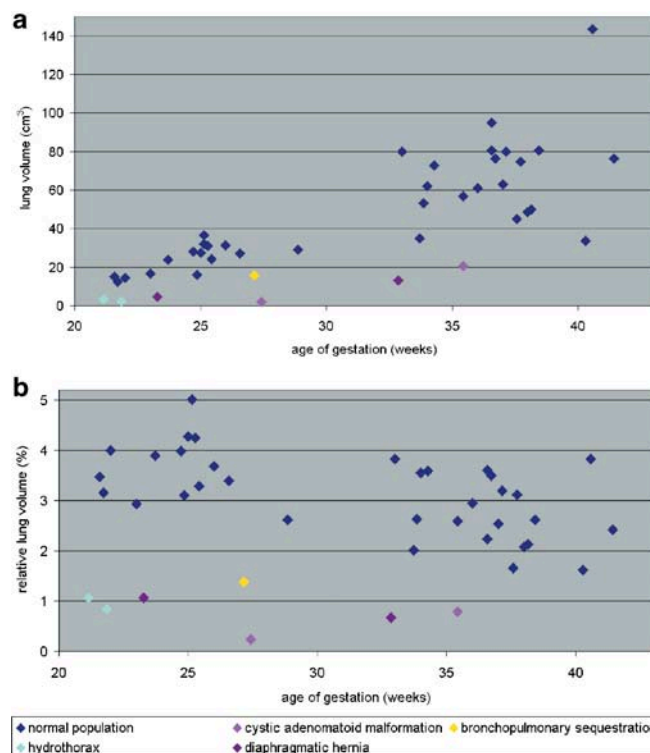 a
140
120
100
80
60
40
20
0
lung volume (cm³)
20 25 30 35 40
age of gestation (weeks)
b
5
4
3
2
1
0
relative lung volume (%)
20 25 30 35 40
age of gestation (weeks)
normal population cystic adenomatoid malformation bronchopulmonary sequestration
hydrothorax diaphragmatic hernia